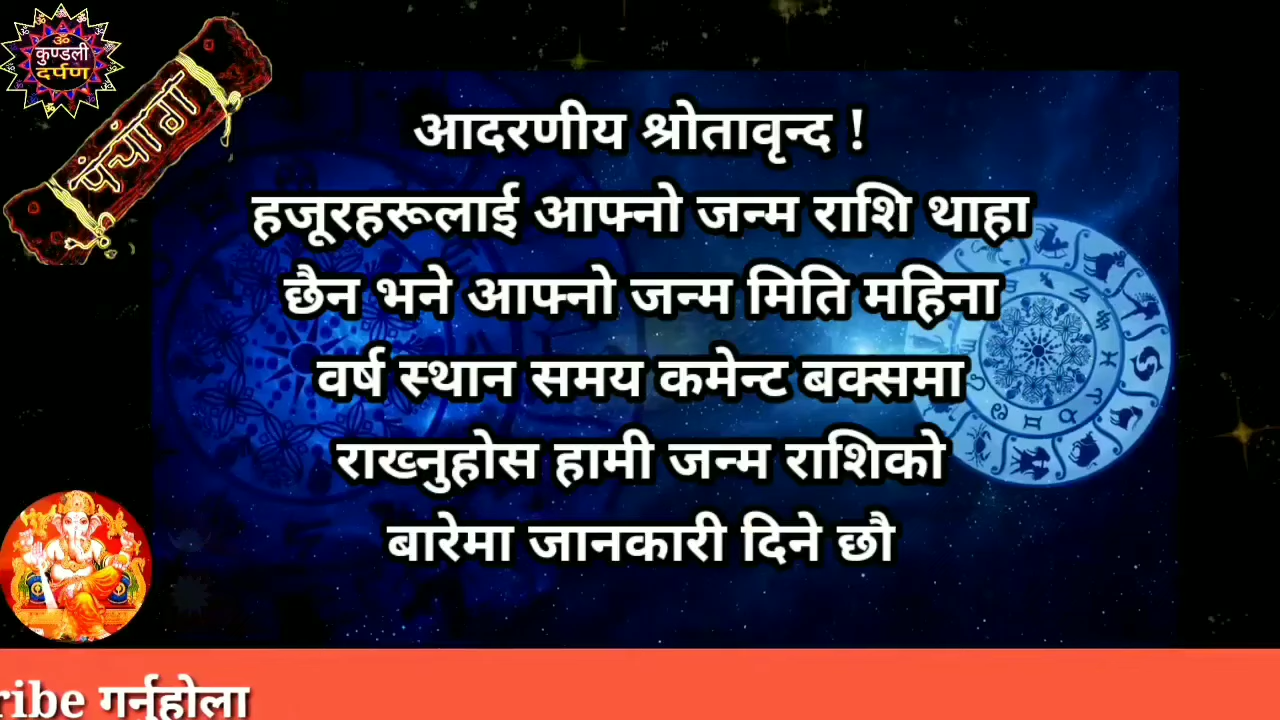 कुण्डली
दर्पण
पंचांग
आदरणीय श्रोतावृन्द !
हजूरहरूलाई आफ्नो जन्म राशि थाहा
छैन भने आफ्नो जन्म मिति महिना
वर्ष स्थान समय कमेन्ट बक्समा
राख्नुहोस हामी जन्म राशिको
बारेमा जानकारी दिने छौ
ribe गर्नुहोला